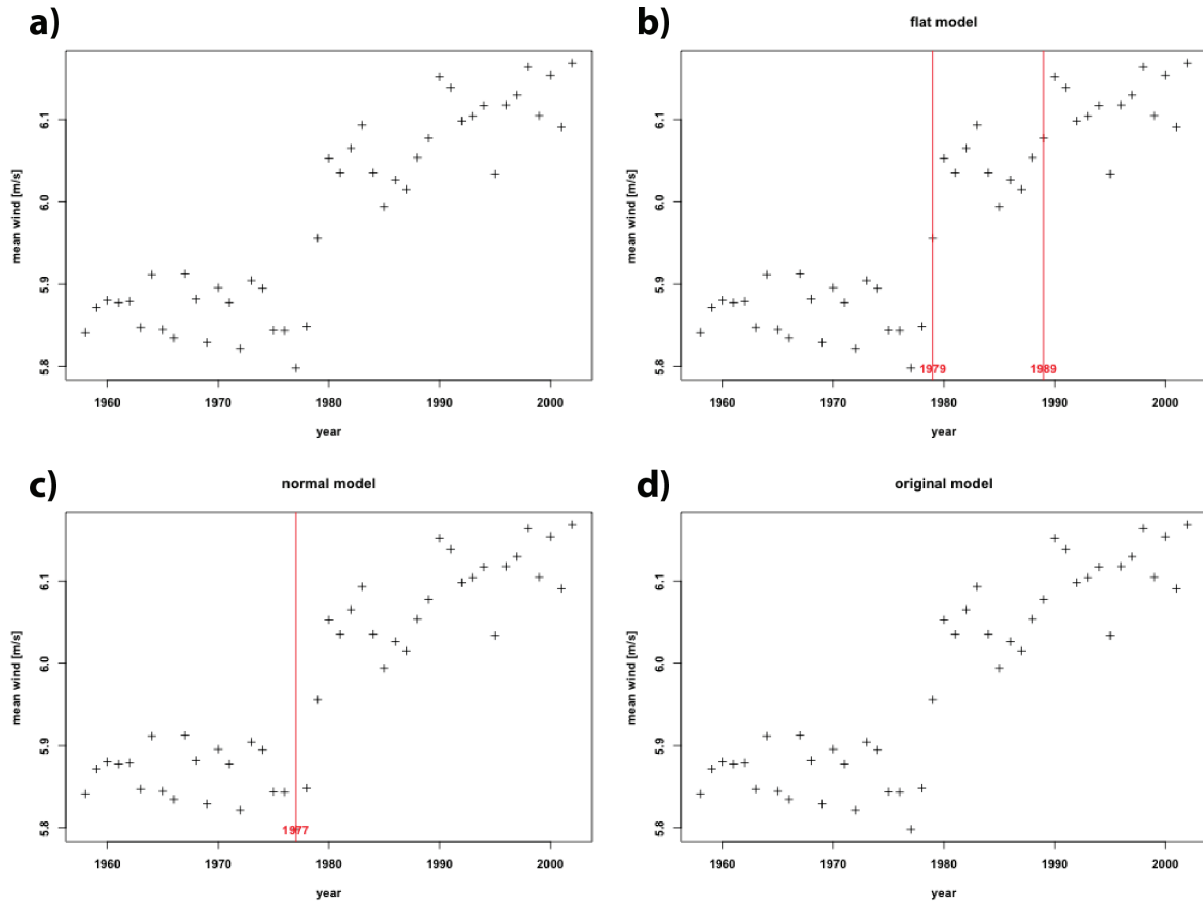 a)
mean wind [m/s]
6.1
6.0
5.9
5.8
1960 1970 1980 1990 2000
year
b)
flat model
mean wind [m/s]
6.1
6.0
5.9
5.8
1979 1989
1960 1970 1980 1990 2000
year
c)
normal model
mean wind [m/s]
6.1
6.0
5.9
5.8
1977
1960 1970 1980 1990 2000
year
d)
original model
mean wind [m/s]
6.1
6.0
5.9
5.8
1960 1970 1980 1990 2000
year